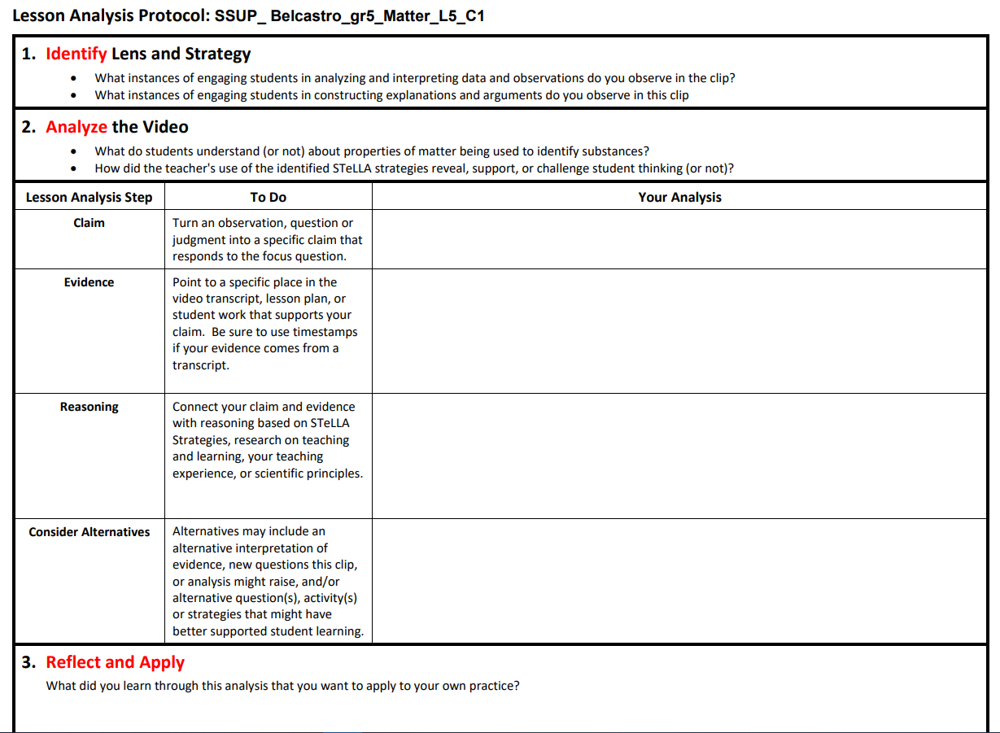 Lesson Analysis Protocol: SSUP_ Belcastro_gr5_Matter_L5_C1
1. Identify Lens and Strategy
• What instances of engaging students in analyzing and interpreting data and observations do you observe in the clip?
• What instances of engaging students in constructing explanations and arguments do you observe in this clip
2. Analyze the Video
• What do students understand (or not) about properties of matter being used to identify substances?
• How did the teacher's use of the identified STeLLA strategies reveal, support, or challenge student thinking (or not)?
Lesson Analysis Step To Do Your Analysis
Claim
Turn an observation, question or
judgment into a specific claim that
responds to the focus question.
Evidence
Point to a specific place in the
video transcript, lesson plan, or
student work that supports your
claim. Be sure to use timestamps
if your evidence comes from a
transcript.
Reasoning
Connect your claim and evidence
with reasoning based on STeLLA
Strategies, research on teaching
and learning, your teaching
experience, or scientific principles.
Consider Alternatives
Alternatives may include an
alternative interpretation of
evidence, new questions this clip,
or analysis might raise, and/or
alternative question(s), activity(s)
or strategies that might have
better supported student learning.
3. Reflect and Apply
What did you learn through this analysis that you want to apply to your own practice?